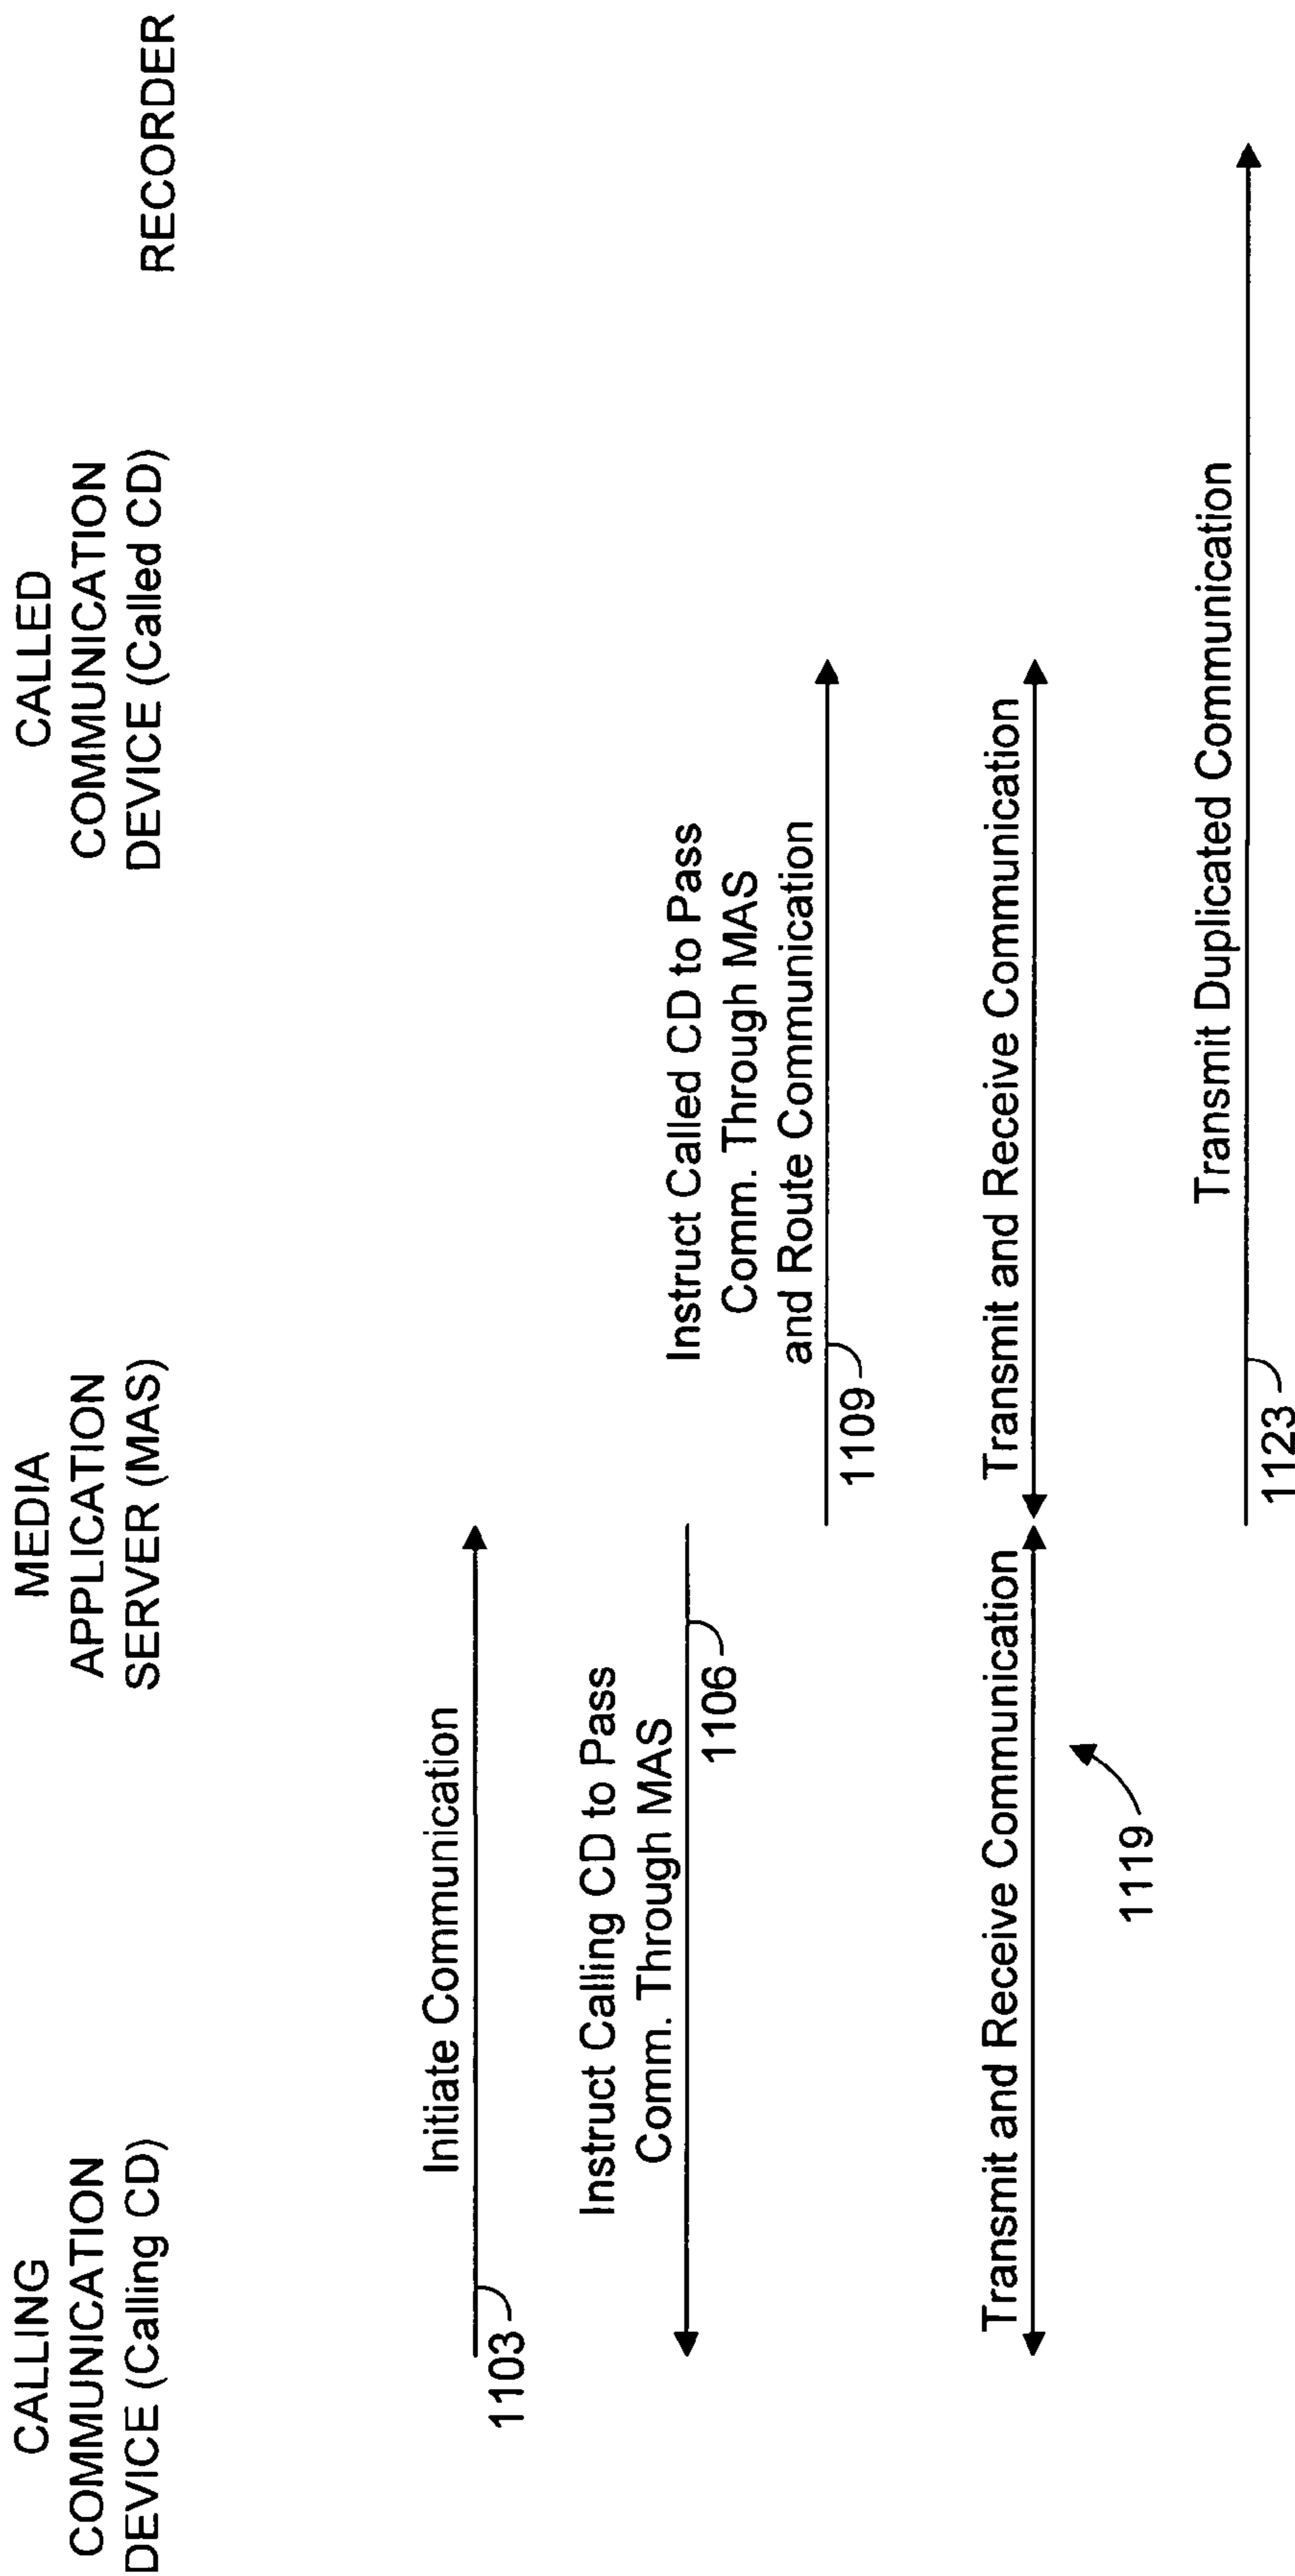 CALLING
COMMUNICATION
DEVICE (Calling CD)
MEDIA
APPLICATION
SERVER (MAS)
CALLED
COMMUNICATION
DEVICE (Called CD)
RECORDER
Initiate Communication
1103
Instruct Calling CD to Pass
Comm. Through MAS
1106
Instruct Called CD to Pass
Comm. Through MAS
and Route Communication
1109
Transmit and Receive Communication
Transmit and Receive Communication
1119
Transmit Duplicated Communication
1123